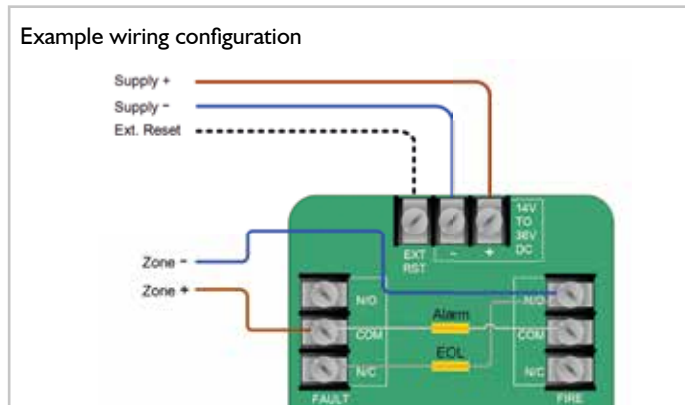 Example wiring configuration
Supply +
Supply -
Ext. Reset
14V
TO
36V
DC
EXT
RST
- +
Zone -
Zone +
N/O
N/O
Alarm
COM
COM
EOL
N/C
N/C
FAULT
FIRE